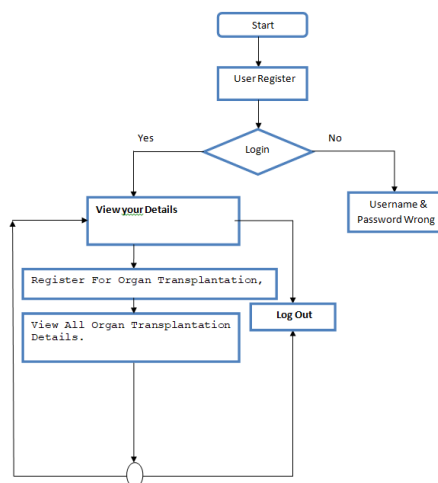 Start
User Register
Login
Yes
No
View your Details
Username &
Password Wrong
Register For Organ Transplantation,
Log Out
View All Organ Transplantation
Details.